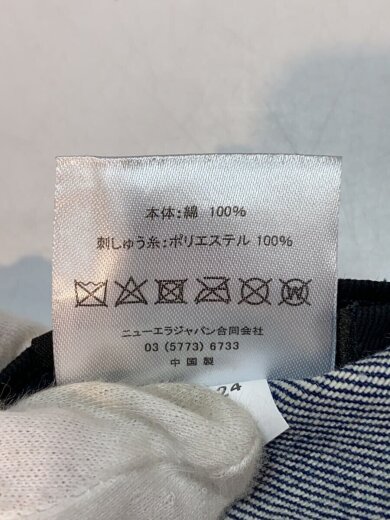 本体:綿 100%
刺しゅう糸:ポリエステル 100%
W
ニューエラジャパン合同会社
03 (5773) 6733
中国製
24